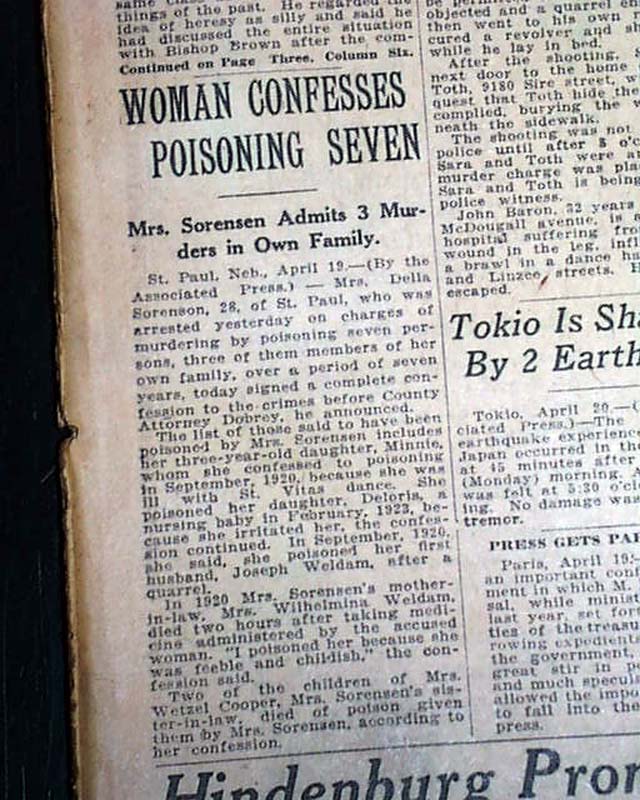 same
things of the past. He regarded the
idea of heresy as silly and said he
had discussed the entire situation
with Bishop Brown after the com-
Continued on Page Three, Column Six.
WOMAN CONFESSES
POISONING SEVEN
Mrs. Sorensen Admits 3 Mur-
ders in Own Family.
St. Paul, Neb., April 19.—(By the
Associated Press.) — Mrs. Della
Sorenson, 28, of St. Paul, who was
arrested yesterday on charges of
murdering by poisoning seven per-
sons, three of them members of her
own family, over a period of seven
years, today signed a complete con-
fession to the crimes before County
Attorney Dobrey, he announced.
The list of those said to have been
poisoned by Mrs. Sorensen includes
her three-year-old daughter, Minnie,
whom she confessed to poisoning
in September, 1920, because she was
ill with St. Vitas dance. She
poisoned her daughter, Deloris, a
nursing baby in February, 1923, be-
cause she irritated her, the confes-
sion continued. In September, 1920,
she said, she poisoned her first
husband, Joseph Weldam, after a
quarrel.
In 1920 Mrs. Sorensen's mother-
in-law, Mrs. Wilhelmina Weldam,
died two hours after taking medi-
cine administered by the accused
woman. "I poisoned her because she
was feeble and childish," the con-
fession said.
Two of the children of Mrs.
Wetzel Cooper, Mrs. Sorensen's sis-
ter-in-law, died of poison given
them by Mrs. Sorensen, according to
her confession.
objected and a quarrel
then went to his own
cured a revolver and
while he lay in bed.
After the shooting,
next door to the home
Toth, 9180 Sire street,
quest that Toth hide the
complied, burying the
neath the sidewalk.
The shooting was not
police until after 8
Sara and Toth were
murder charge was
Sara and Toth is being
police witness.
John Baron, 32 years
McDougall avenue, is
hospital suffering
wound in the leg,
a brawl in a dance
and Linzee streets.
escaped.
Tokio Is
By 2
Tokio, April 20.—
ciated Press.)—The
earthquake
Japan occurred in the
at 45 minutes after
(Monday) morning.
was felt at 5:30
ing. No damage
tremor.
PRESS GETS
Paris, April 19.
an important
ment in which M.
sal, while
last year, set
ties of the treasu
rowing
the government,
great stir in
and much
allowed the
to fall into the
press.
Hindenburg